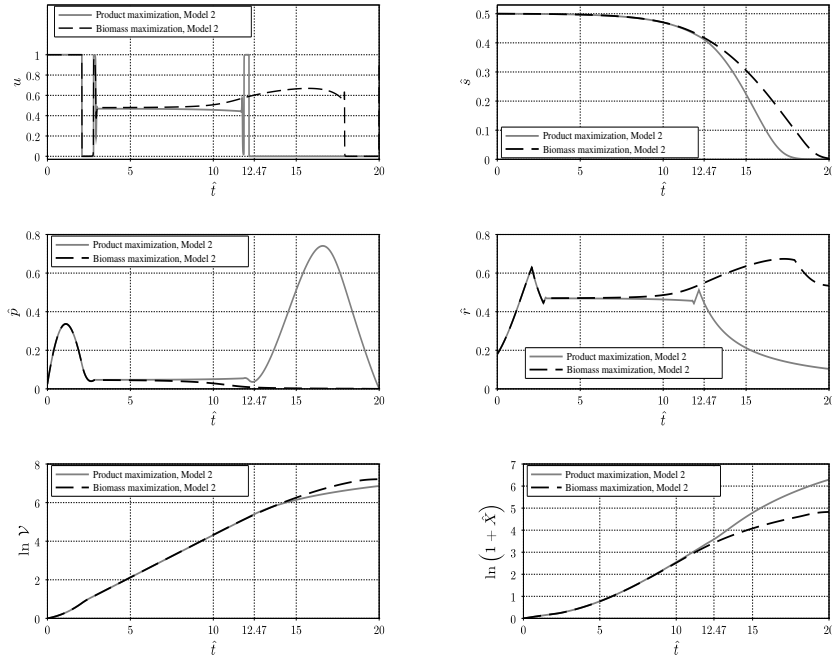 Product maximization, Model 2
Biomass maximization, Model 2
1
0.8
0.6
0.4
0.2
0
u
0 5 10 12.47 15 20
t̂
0.5
0.4
0.3
0.2
0.1
0
ŝ
Product maximization, Model 2
Biomass maximization, Model 2
0 5 10 12.47 15 20
t̂
0.8
0.6
0.4
0.2
0
p̂
Product maximization, Model 2
Biomass maximization, Model 2
0 5 10 12.47 15 20
t̂
0.8
0.6
0.4
0.2
0
r̂
Product maximization, Model 2
Biomass maximization, Model 2
0 5 10 12.47 15 20
t̂
8
6
4
2
0
ln 𝒱
Product maximization, Model 2
Biomass maximization, Model 2
0 5 10 12.47 15 20
t̂
7
6
5
4
3
2
1
0
ln (1 + X̂)
Product maximization, Model 2
Biomass maximization, Model 2
0 5 10 12.47 15 20
t̂